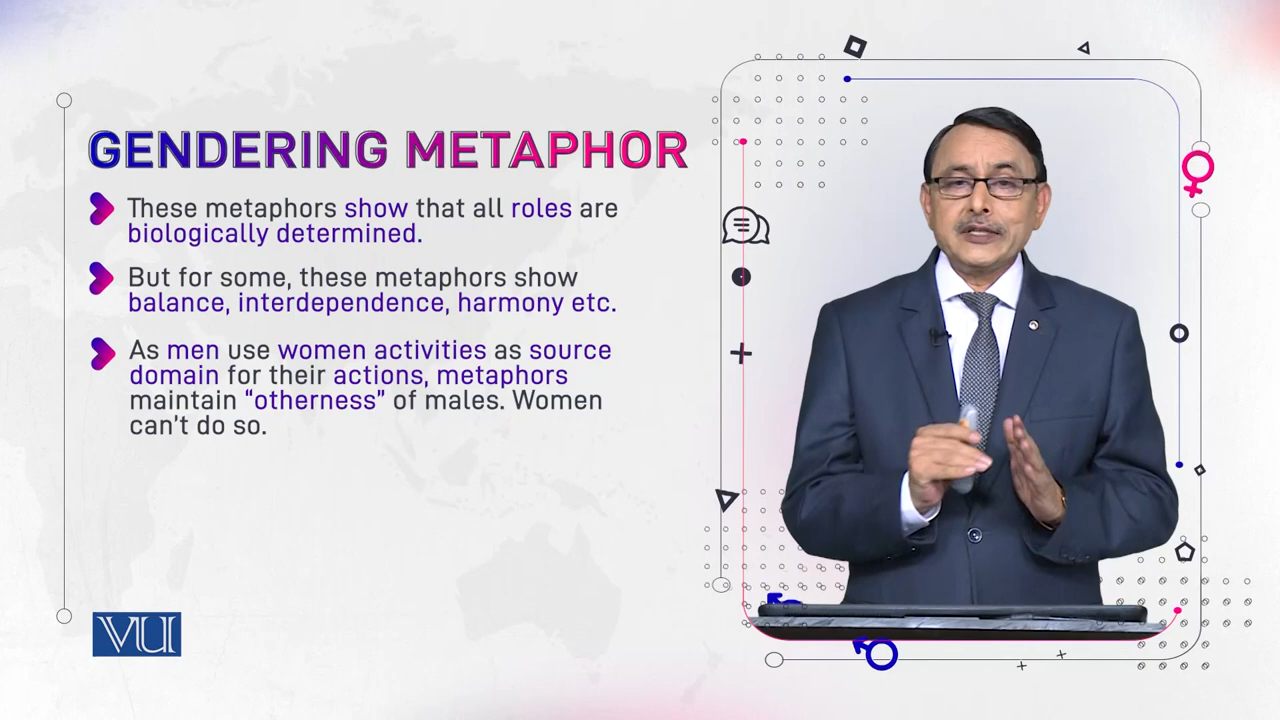 GENDERING METAPHOR
These metaphors show that all roles are
biologically determined.
But for some, these metaphors show
balance, interdependence, harmony etc.
As men use women activities as source
domain for their actions, metaphors
maintain “otherness” of males. Women
can’t do so.
VU